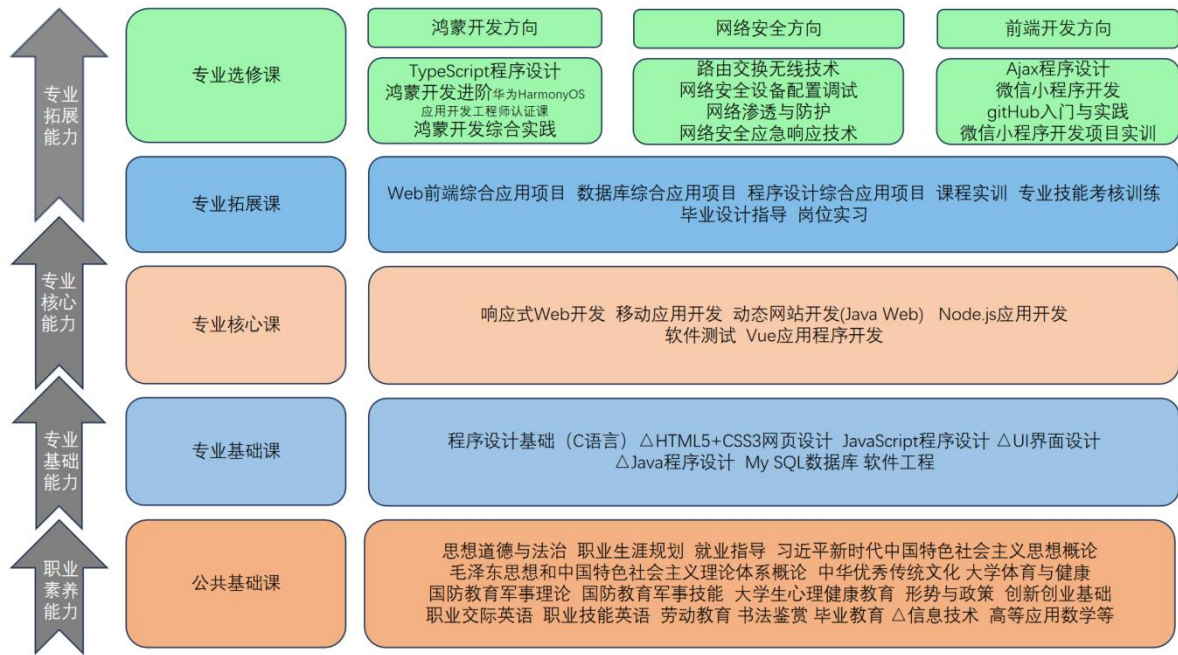 专业
拓展
能力
专业选修课
鸿蒙开发方向
TypeScript程序设计
鸿蒙开发进阶华为HarmonyOS
应用开发工程师认证课
鸿蒙开发综合实践
网络安全方向
路由交换无线技术
网络安全设备配置调试
网络渗透与防护
网络安全应急响应技术
前端开发方向
Ajax程序设计
微信小程序开发
gitHub入门与实践
微信小程序开发项目实训
专业拓展课
Web前端综合应用项目 数据库综合应用项目 程序设计综合应用项目 课程实训 专业技能考核训练
毕业设计指导 岗位实习
专业
核心
能力
专业核心课
响应式Web开发 移动应用开发 动态网站开发(Java Web) Node.js应用开发
软件测试 Vue应用程序开发
专业
基础
能力
专业基础课
程序设计基础（C语言）△HTML5+CSS3网页设计 JavaScript程序设计 △UI界面设计
△Java程序设计 My SQL数据库 软件工程
职业
素养
能力
公共基础课
思想道德与法治 职业生涯规划 就业指导 习近平新时代中国特色社会主义思想概论
毛泽东思想和中国特色社会主义理论体系概论 中华优秀传统文化 大学体育与健康
国防教育军事理论 国防教育军事技能 大学生心理健康教育 形势与政策 创新创业基础
职业交际英语 职业技能英语 劳动教育 书法鉴赏 毕业教育 △信息技术 高等应用数学等